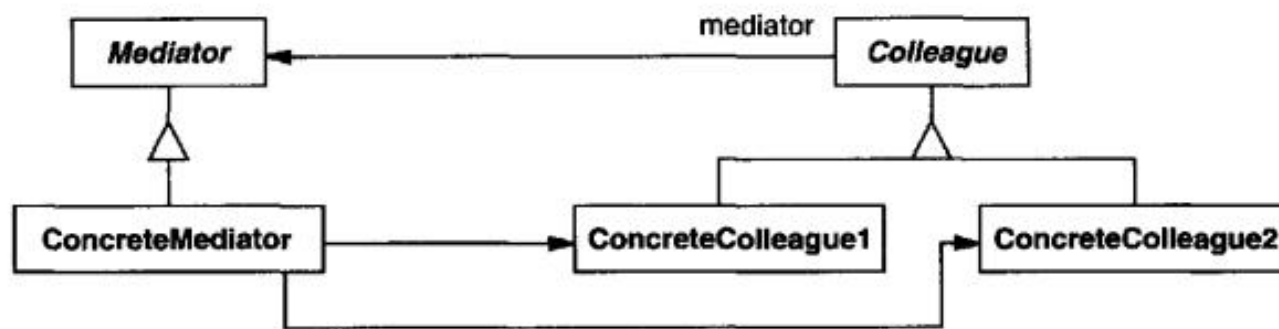 mediator
Mediator
Colleague
ConcreteMediator
ConcreteColleague1
ConcreteColleague2